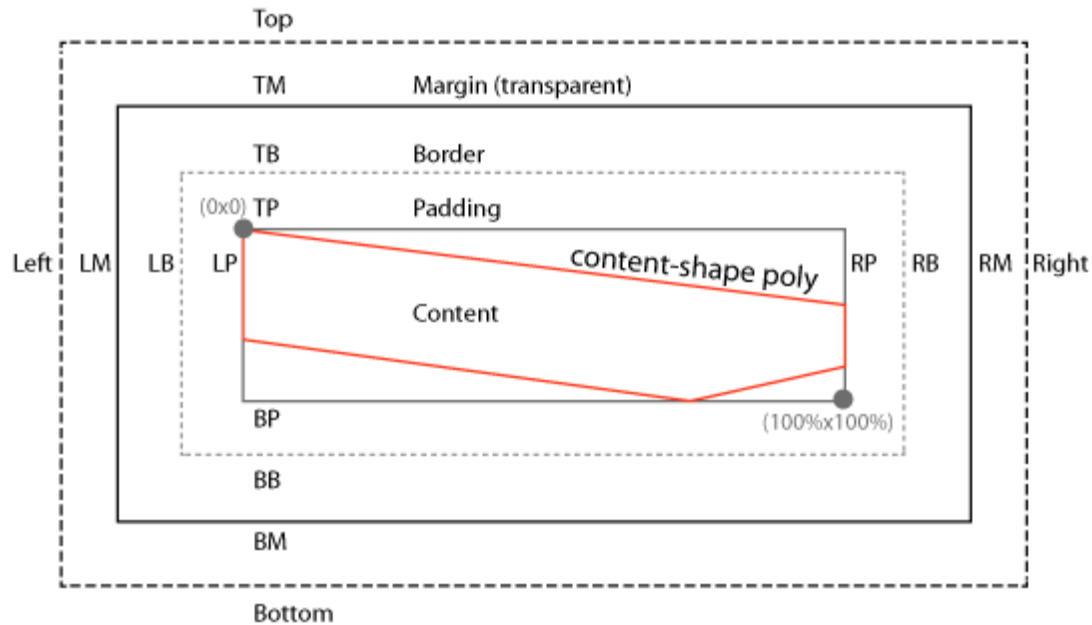 Top
TM Margin (transparent)
TB Border
(0x0) TP Padding
Left LM LB LP content-shape poly RP RB RM Right
Content
BP
(100%x100%)
BB
BM
Bottom